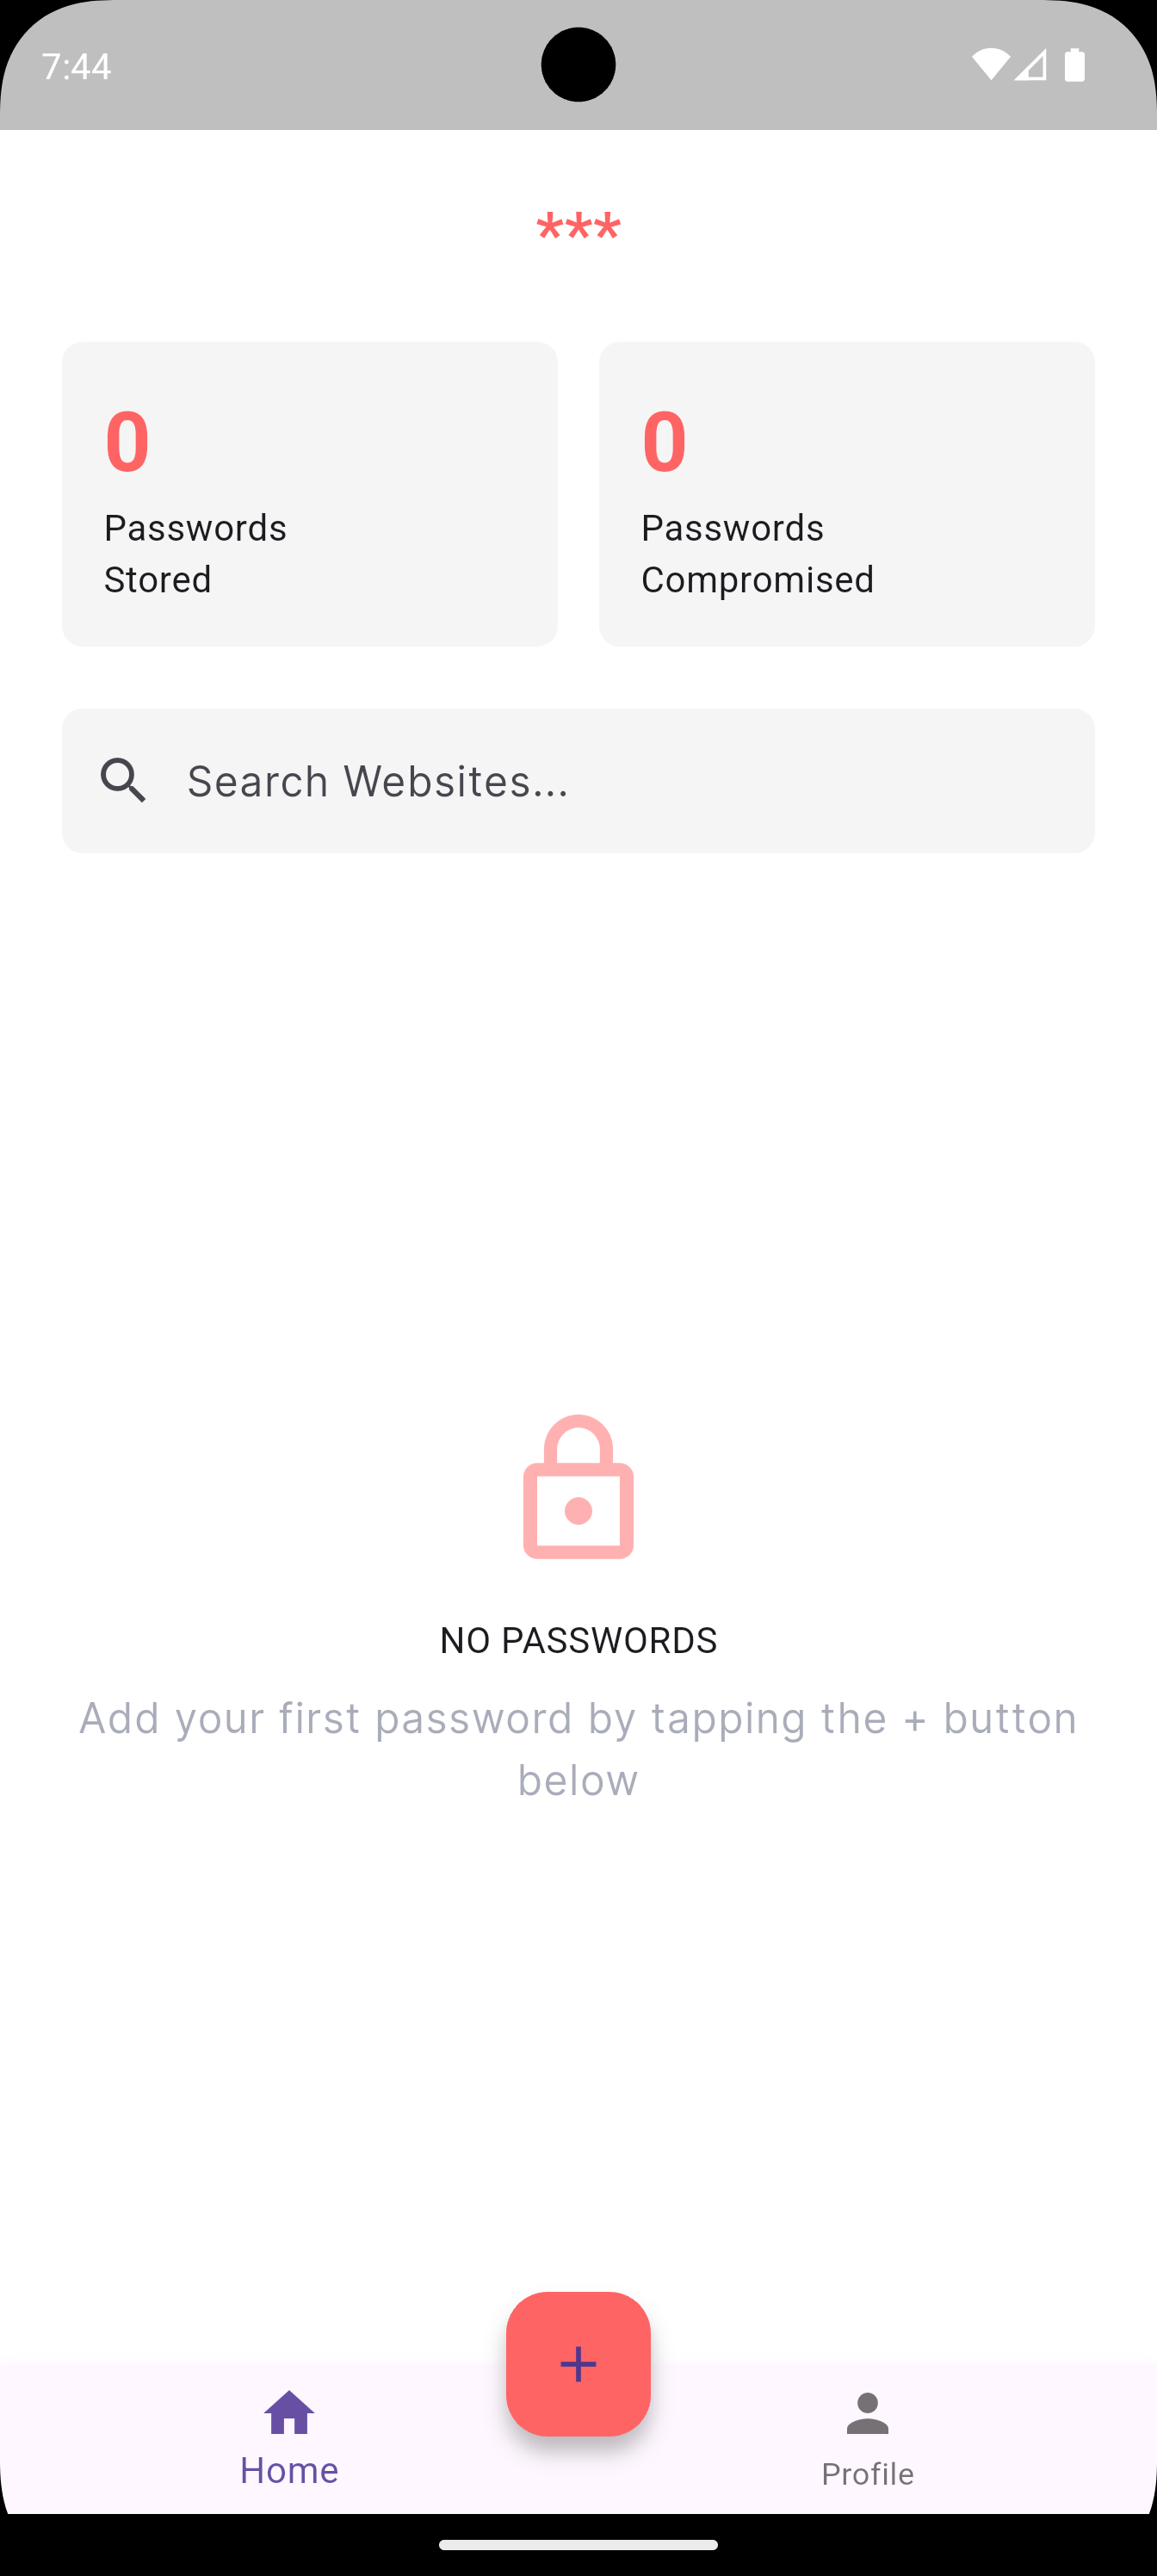 7:44
***
0
Passwords
Stored
0
Passwords
Compromised
Search Websites...
NO PASSWORDS
Add your first password by tapping the + button
below
+
Home
Profile